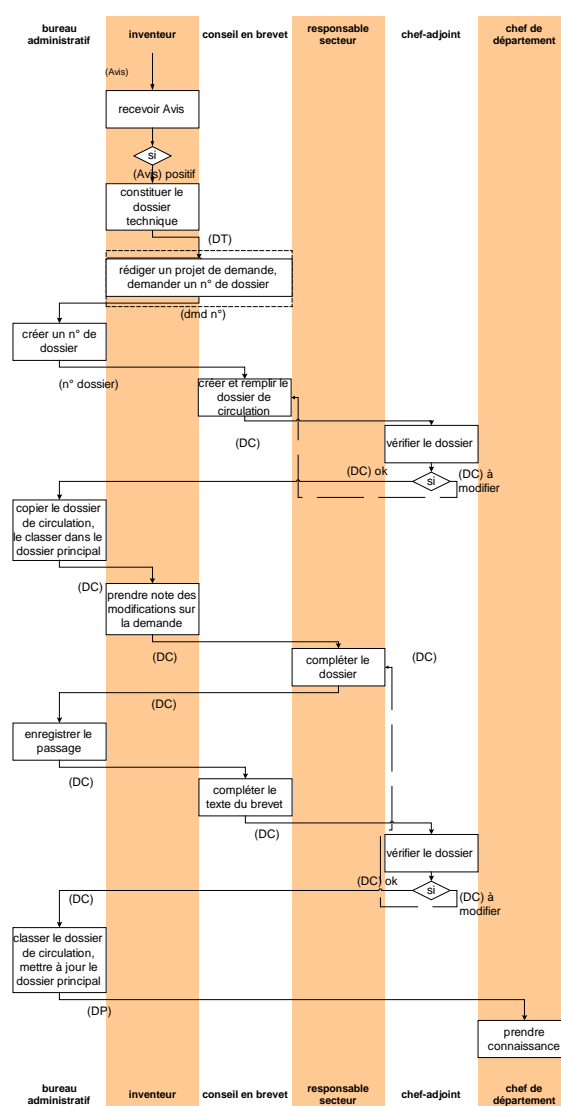 bureau
administratif
inventeur
conseil en brevet
responsable
secteur
chef-adjoint
chef de
département
(Avis)
recevoir Avis
si
(Avis) positif
constituer le
dossier
technique
(DT)
rédiger un projet de demande,
demander un n° de dossier
(dmd n°)
créer un n° de
dossier
(n° dossier)
créer et remplir le
dossier de
circulation
(DC)
vérifier le dossier
(DC) ok
si
(DC) à
modifier
copier le dossier
de circulation,
le classer dans le
dossier principal
(DC)
prendre note des
modifications sur
la demande
(DC)
compléter le
dossier
(DC)
(DC)
enregistrer le
passage
(DC)
compléter le
texte du brevet
(DC)
vérifier le dossier
(DC) ok
si
(DC) à
modifier
(DC)
classer le dossier
de circulation,
mettre à jour le
dossier principal
(DP)
prendre
connaissance
bureau
administratif
inventeur
conseil en brevet
responsable
secteur
chef-adjoint
chef de
département